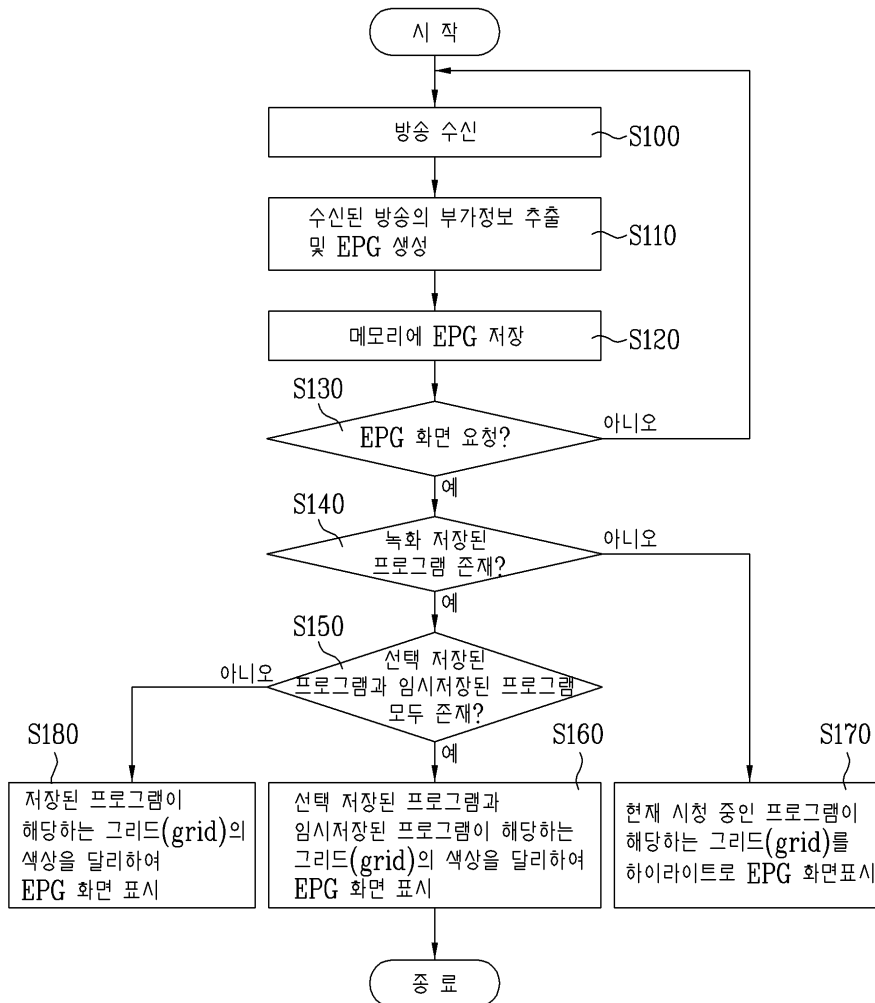 시 작
방송 수신
S100
수신된 방송의 부가정보 추출
및 EPG 생성
S110
메모리에 EPG 저장
S120
S130
EPG 화면 요청?
아니오
예
S140
녹화 저장된
프로그램 존재?
아니오
예
S150
선택 저장된
프로그램과 임시저장된 프로그램
모두 존재?
아니오
예
S180
저장된 프로그램이
해당하는 그리드(grid)의
색상을 달리하여
EPG 화면 표시
S160
선택 저장된 프로그램과
임시저장된 프로그램이 해당하는
그리드(grid)의 색상을 달리하여
EPG 화면 표시
S170
현재 시청 중인 프로그램이
해당하는 그리드(grid)를
하이라이트로 EPG 화면표시
종 료